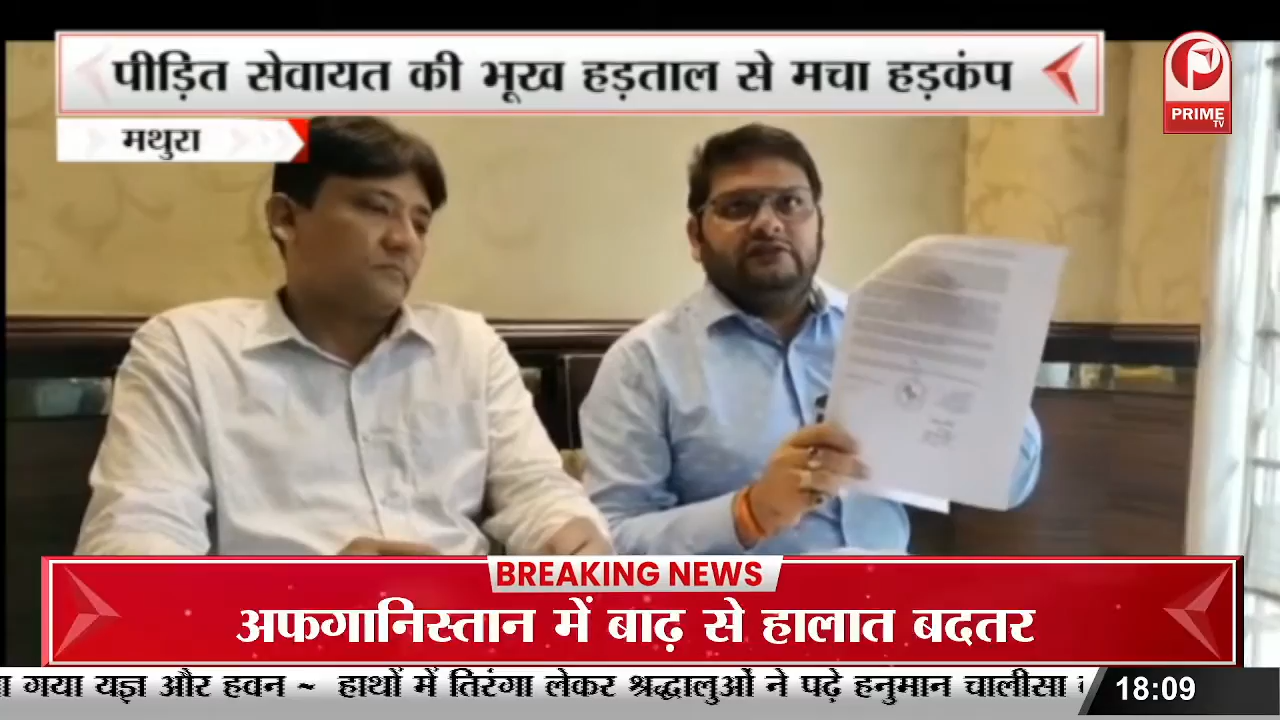 पीड़ित सेवायत की भूख हड़ताल से मचा हड़कंप
PRIME
TV
मथुरा
BREAKING NEWS
अफगानिस्तान में बाढ़ से हालात बदतर
गया यज्ञ और हवन ~ हाथों में तिरंगा लेकर श्रद्धालुओं ने पढ़े हनुमान चालीसा
18:09